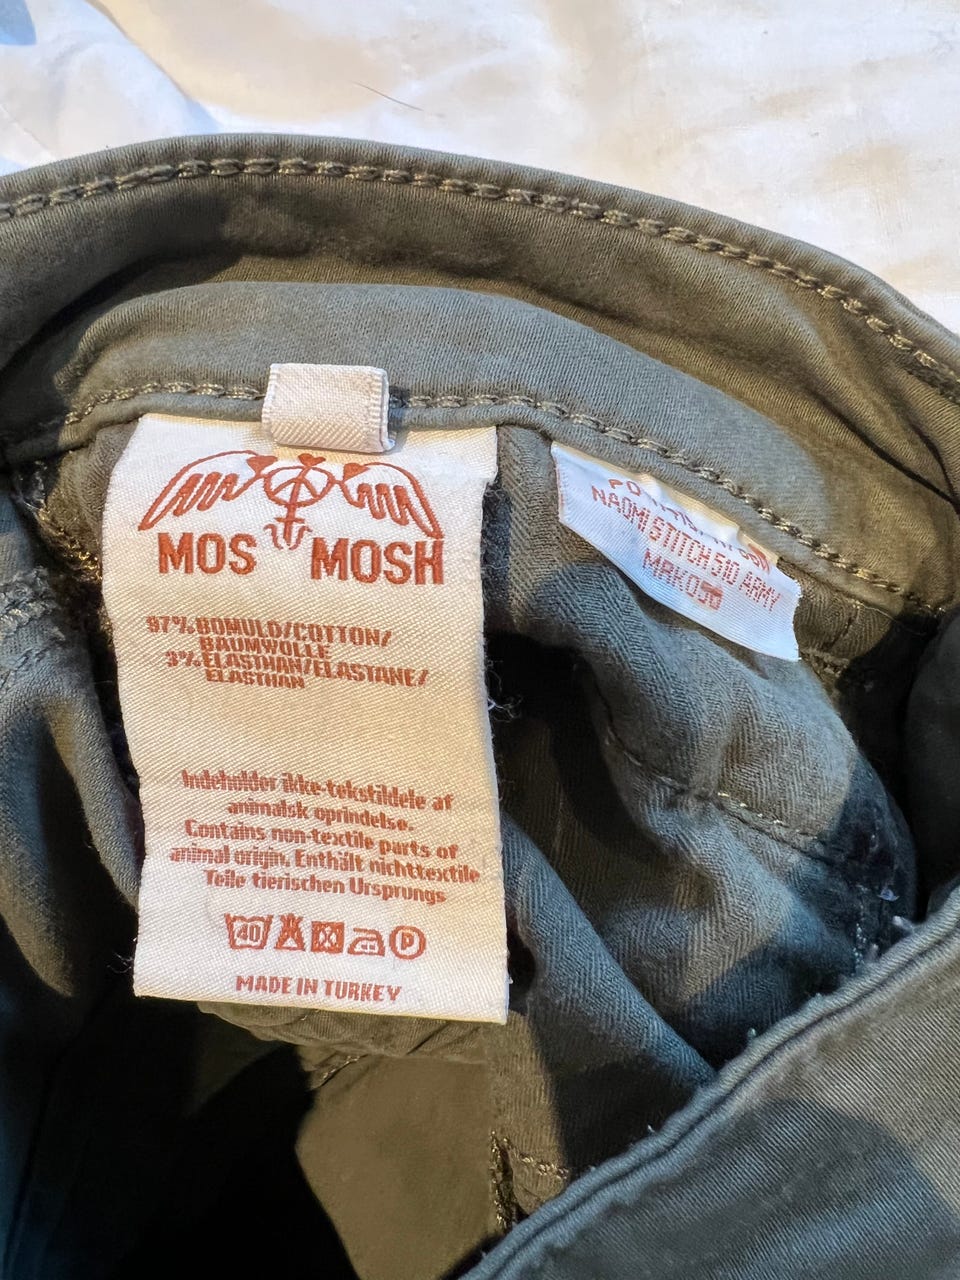 MOS MOSH
97% BOMULD/COTTON/
BAUMWOLLE
3% ELASTHAN/ELASTANE/
ELASTHAN
Indeholder ikke-tekstildele af
animalsk oprindelse.
Contains non-textile parts of
animal origin. Enthält nichttextile
Teile tierischen Ursprungs
40 P
MADE IN TURKEY
NAOMI STITCH 510 ARMY